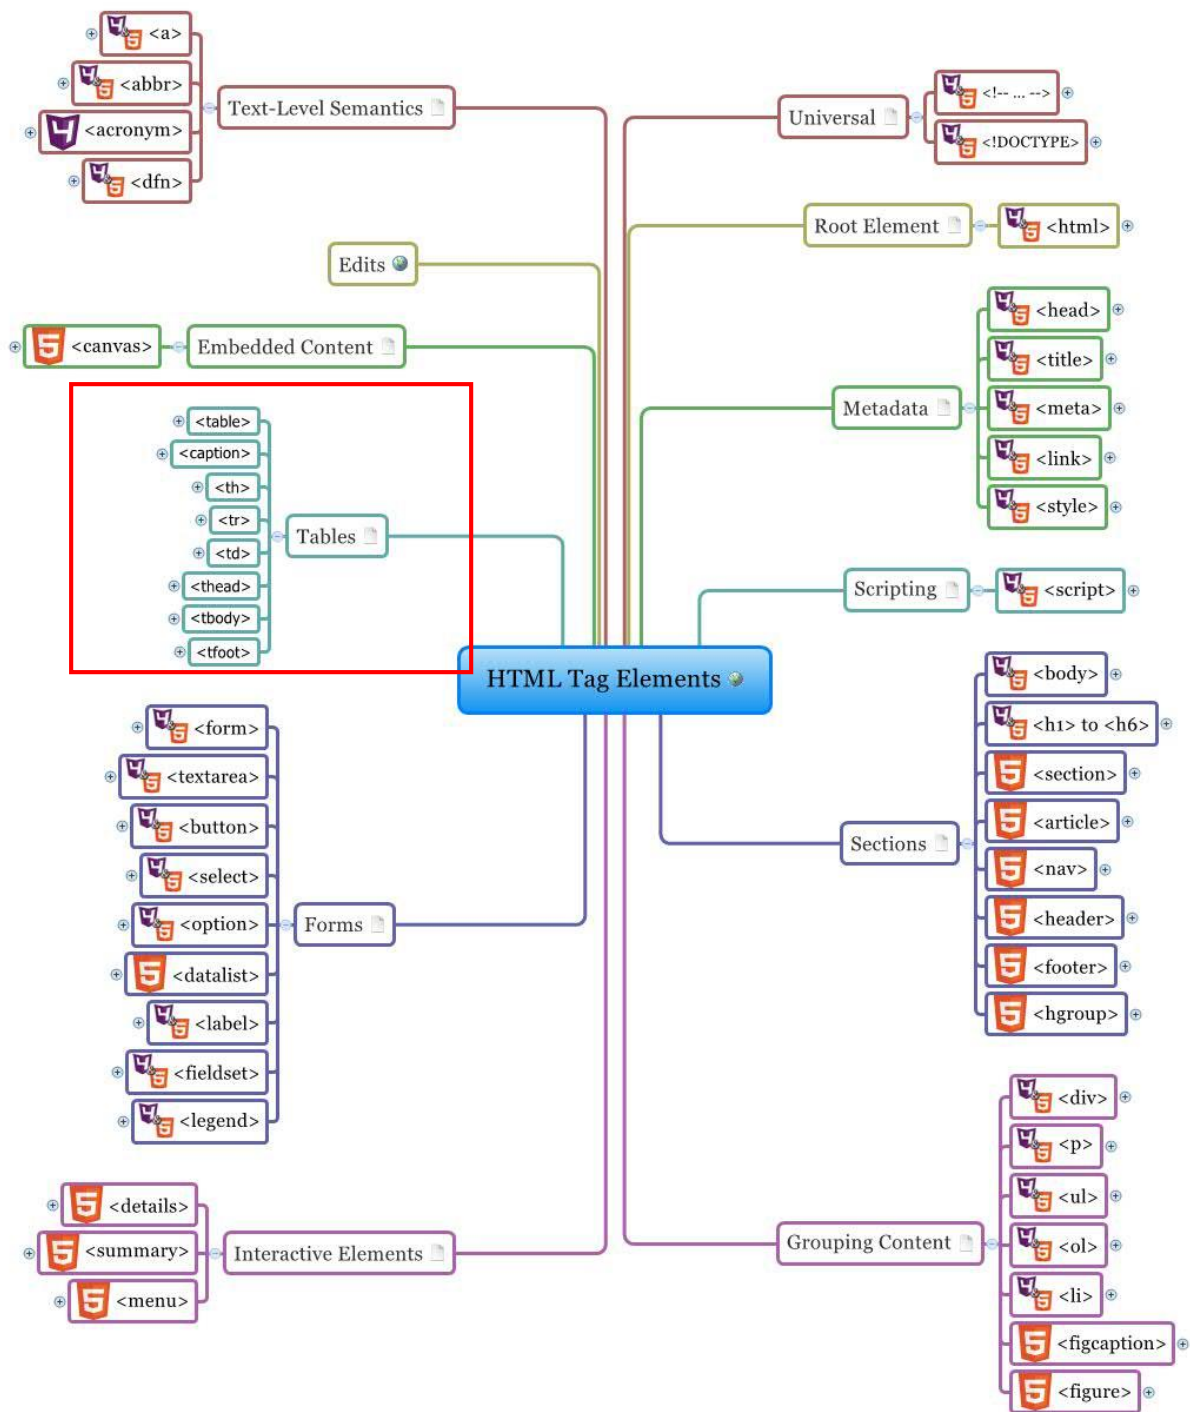 <a>
<abbr>
<acronym>
<dfn>
Text-Level Semantics
Edits
<canvas>
Embedded Content
<table>
<caption>
<th>
<tr>
<td>
<thead>
<tbody>
<tfoot>
Tables
HTML Tag Elements
<form>
<textarea>
<button>
<select>
<option>
<datalist>
<label>
<fieldset>
<legend>
Forms
<details>
<summary>
<menu>
Interactive Elements
Universal
<!-- ... -->
<!DOCTYPE>
Root Element
<html>
Metadata
<head>
<title>
<meta>
<link>
<style>
Scripting
<script>
Sections
<body>
<h1> to <h6>
<section>
<article>
<nav>
<header>
<footer>
<hgroup>
Grouping Content
<div>
<p>
<ul>
<ol>
<li>
<figcaption>
<figure>